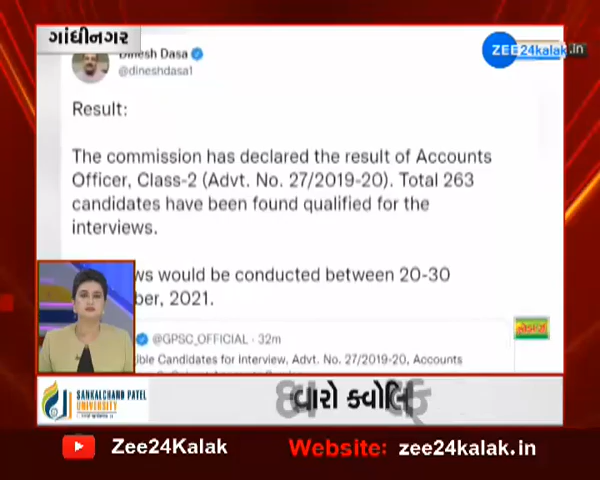 ગાંધીનગર
ZEE24kalak.in
Dinesh Dasa
@dineshdasa1
Result:
The commission has declared the result of Accounts
Officer, Class-2 (Advt. No. 27/2019-20). Total 263
candidates have been found qualified for the
interviews.
ws would be conducted between 20-30
ber, 2021.
@GPSC_OFFICIAL · 32m
ible Candidates for Interview, Advt. No. 27/2019-20, Accounts
SANKALCHAND PATEL
UNIVERSITY
Zee24Kalak
Website: zee24kalak.in